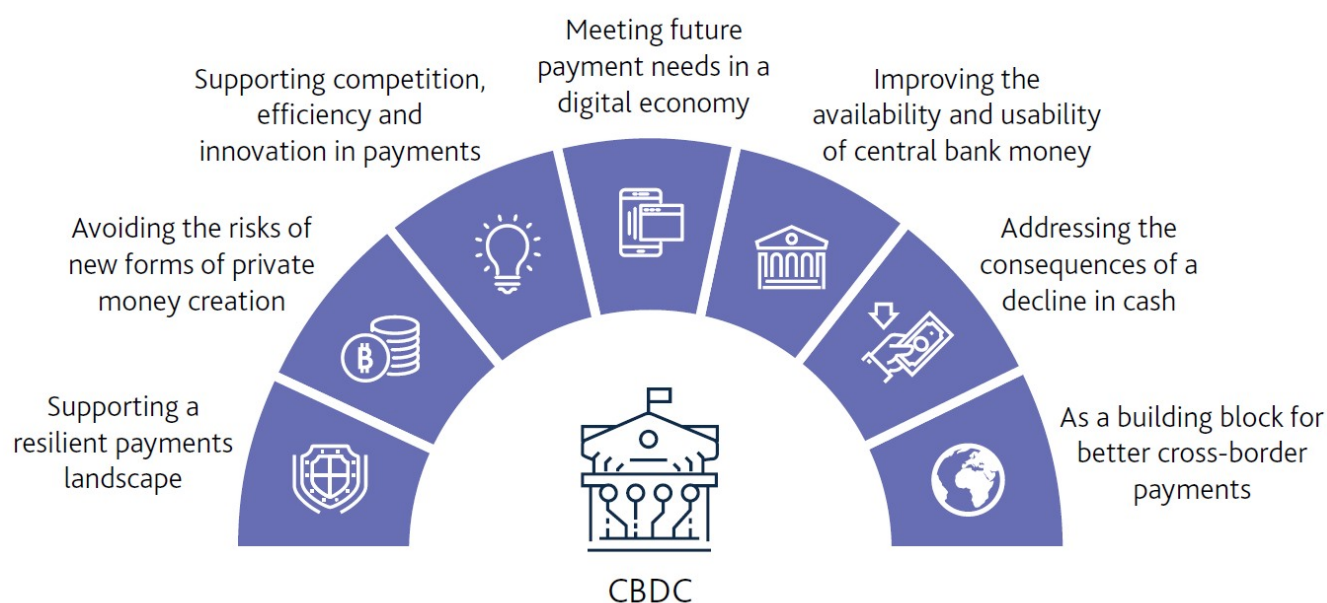 Supporting a
resilient payments
landscape
Avoiding the risks of
new forms of private
money creation
Supporting competition,
efficiency and
innovation in payments
Meeting future
payment needs in a
digital economy
Improving the
availability and usability
of central bank money
Addressing the
consequences of a
decline in cash
As a building block for
better cross-border
payments
CBDC